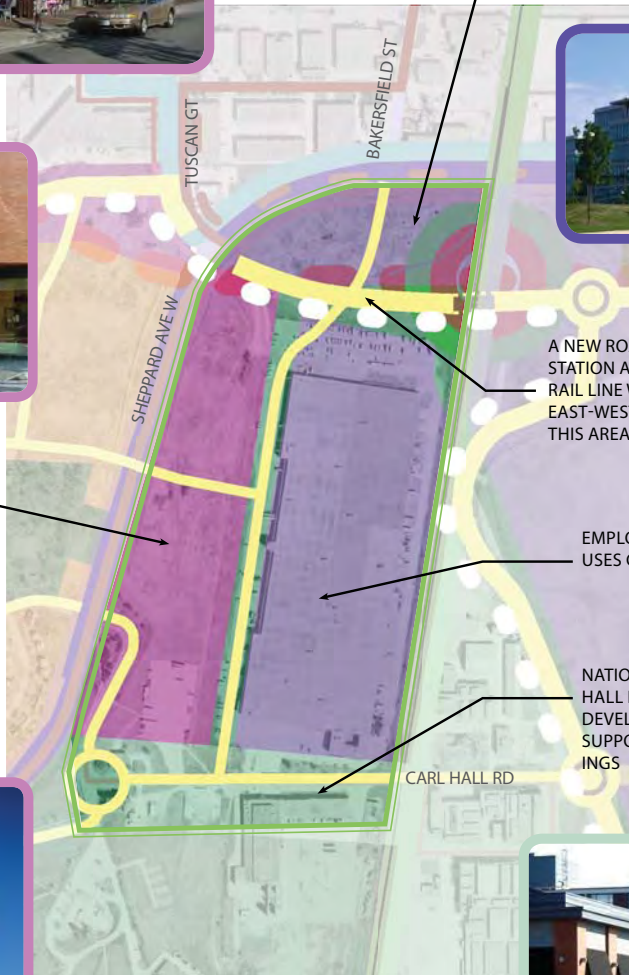 TUSCAN GT
BAKERSFIELD ST
SHEPPARD AVE W
A NEW RO
STATION A
RAIL LINE
EAST-WES
THIS AREA
EMPLO
USES
NATIO
HALL
DEVEL
SUPPO
INGS
CARL HALL RD